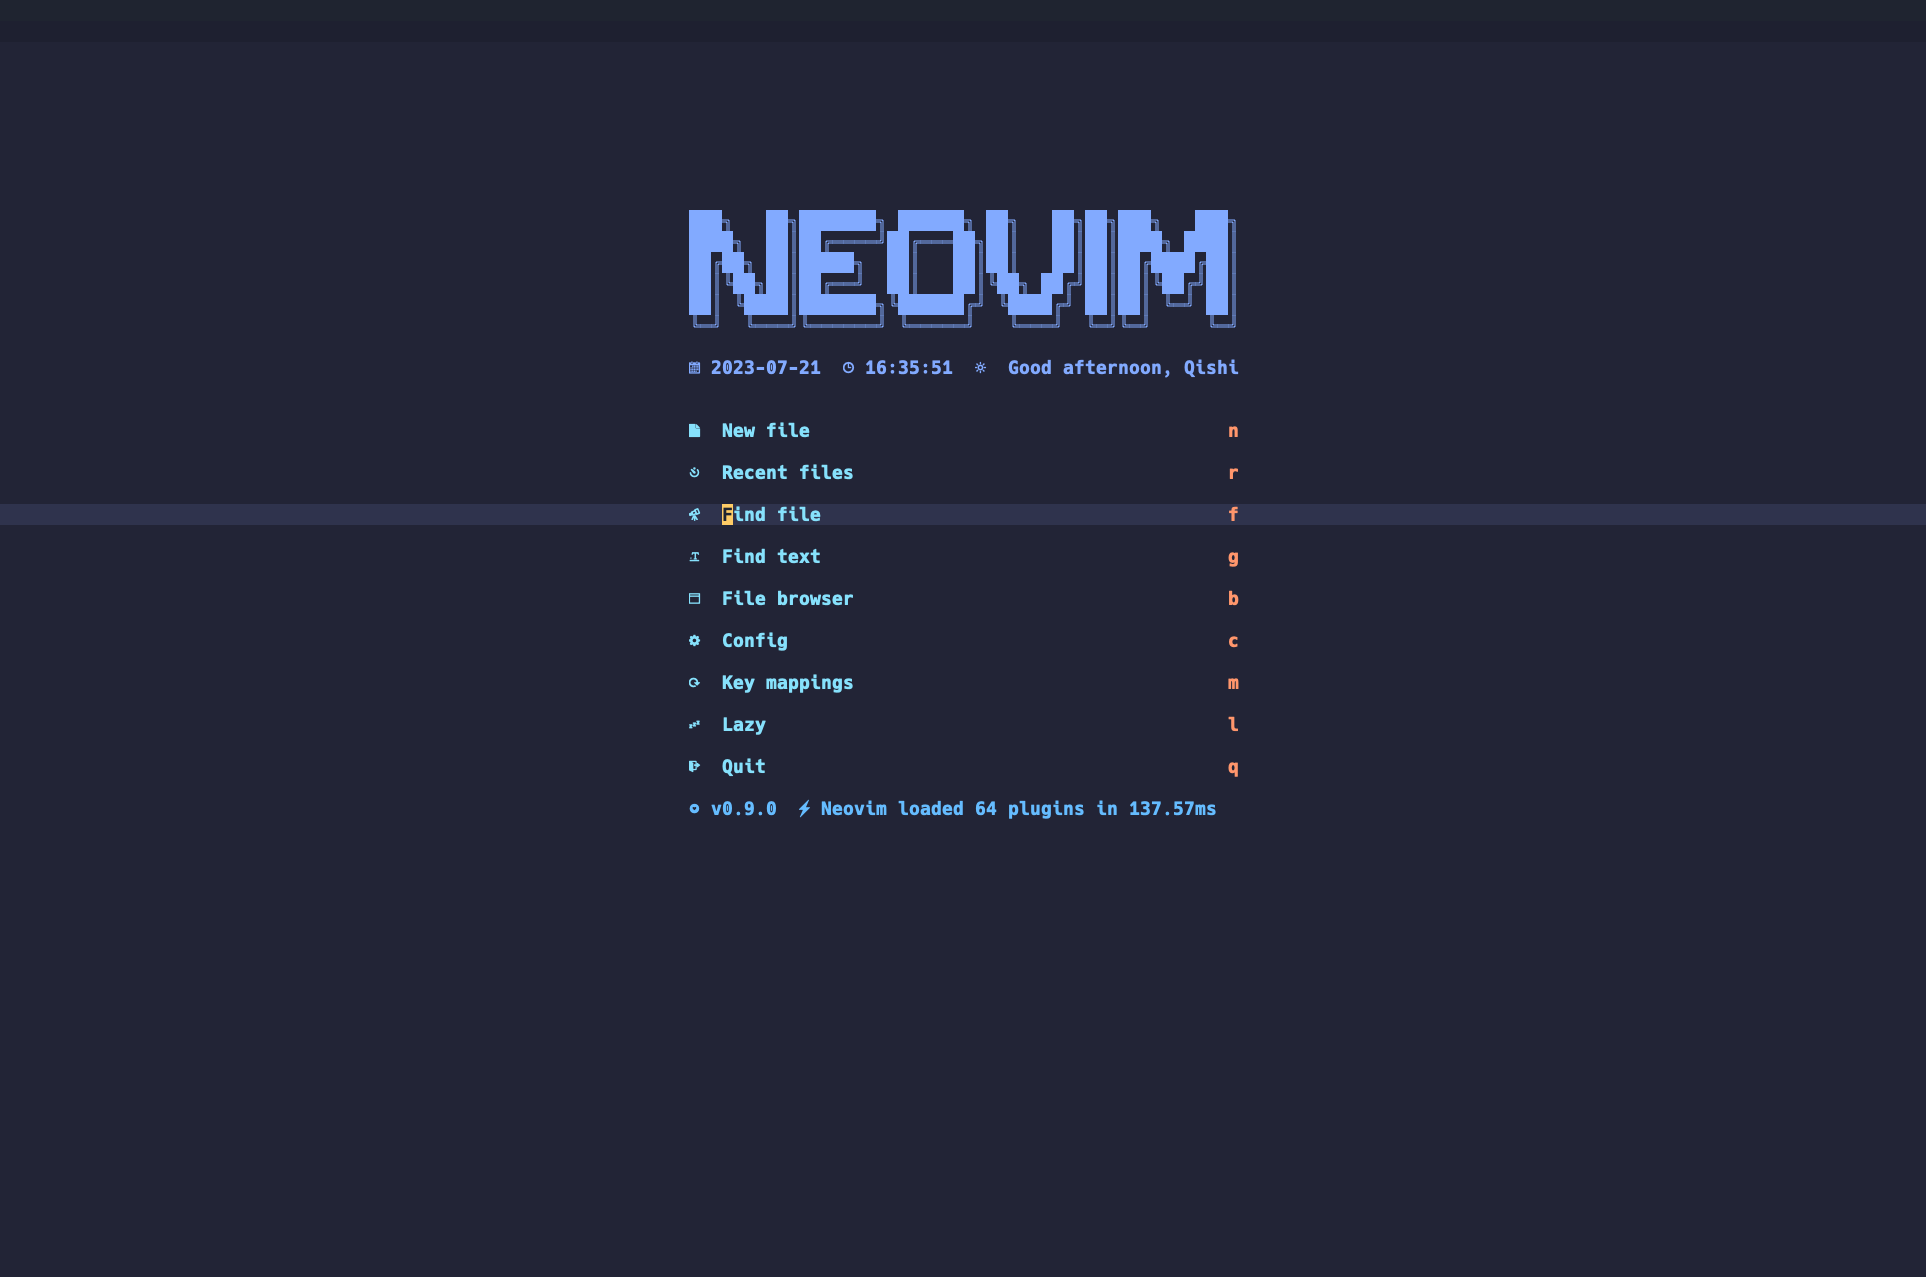 NEOVIM
2023-07-21 16:35:51 Good afternoon, Qishi
New file n
Recent files r
Find file f
Find text g
File browser b
Config c
Key mappings m
Lazy l
Quit q
v0.9.0 Neovim loaded 64 plugins in 137.57ms